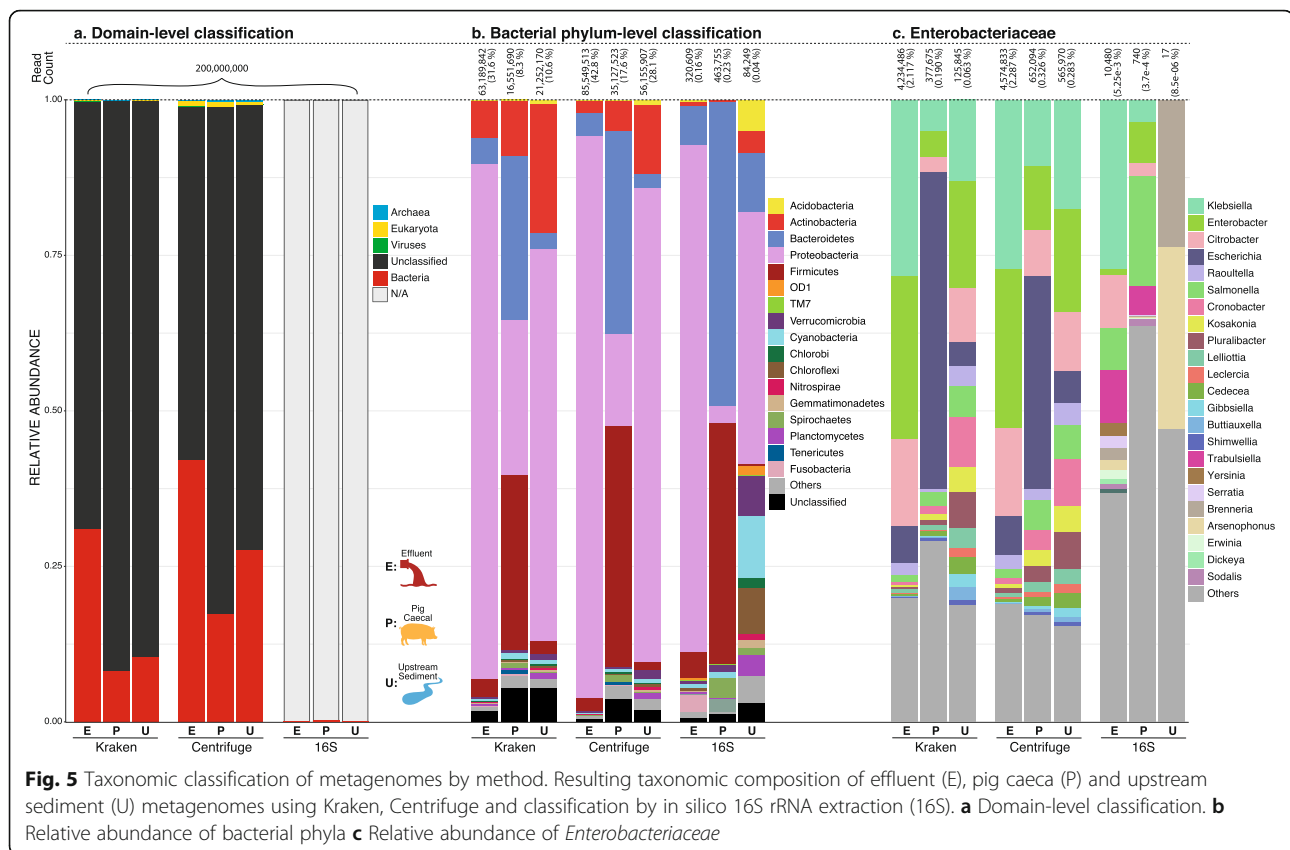 a. Domain-level classification
b. Bacterial phylum-level classification
c. Enterobacteriaceae
Read Count
200,000,000
63,189,842 (31.6 %)
16,551,690 (8.3 %)
21,252,170 (10.6 %)
85,549,513 (42.8 %)
35,127,523 (17.6 %)
56,155,907 (28.1 %)
320,609 (0.16 %)
463,755 (0.23 %)
84,249 (0.04 %)
4,234,486 (2.117 %)
377,675 (0.190 %)
125,845 (0.063 %)
4,574,833 (2.287 %)
652,094 (0.326 %)
565,970 (0.283 %)
10,480 (5.25e-3 %)
740 (3.7e-4 %)
17 (8.5e-06 %)
RELATIVE ABUNDANCE
1.00
0.75
0.50
0.25
0.00
Archaea
Eukaryota
Viruses
Unclassified
Bacteria
N/A
E: Effluent
P: Pig Caecal
U: Upstream Sediment
Acidobacteria
Actinobacteria
Bacteroidetes
Proteobacteria
Firmicutes
OD1
TM7
Verrucomicrobia
Cyanobacteria
Chlorobi
Chloroflexi
Nitrospirae
Gemmatimonadetes
Spirochaetes
Planctomycetes
Tenericutes
Fusobacteria
Others
Unclassified
Klebsiella
Enterobacter
Citrobacter
Escherichia
Raoultella
Salmonella
Cronobacter
Kosakonia
Pluralibacter
Lelliottia
Leclercia
Cedecea
Gibbsiella
Buttiauxella
Shimwellia
Trabulsiella
Yersinia
Serratia
Brenneria
Arsenophonus
Erwinia
Dickeya
Sodalis
Others
E P U E P U E P U
Kraken Centrifuge 16S
E P U E P U E P U
Kraken Centrifuge 16S
E P U E P U E P U
Kraken Centrifuge 16S
Fig. 5 Taxonomic classification of metagenomes by method. Resulting taxonomic composition of effluent (E), pig caeca (P) and upstream
sediment (U) metagenomes using Kraken, Centrifuge and classification by in silico 16S rRNA extraction (16S). a Domain-level classification. b
Relative abundance of bacterial phyla c Relative abundance of Enterobacteriaceae